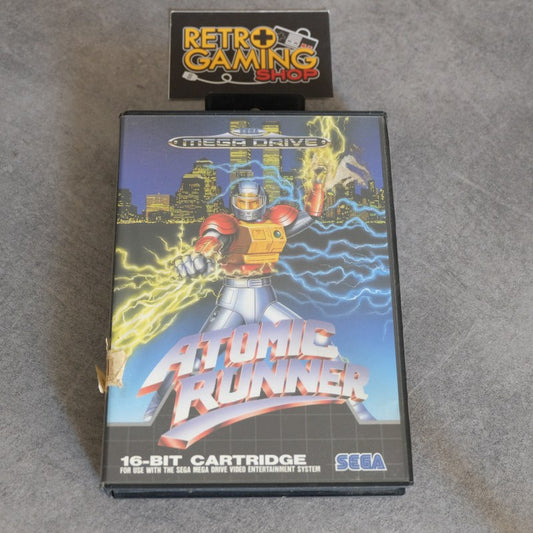 RETRO
GAMING
SHOP
SEGA
MEGA DRIVE
ATOMIC
RUNNER
16-BIT CARTRIDGE
FOR USE WITH THE SEGA MEGA DRIVE VIDEO ENTERTAINMENT SYSTEM
SEGA